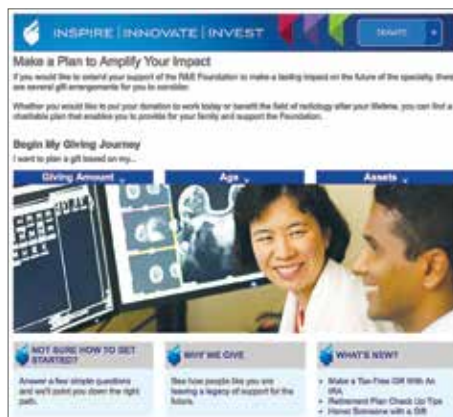 INSPIRE | INNOVATE | INVEST
DONATE
Make a Plan to Amplify Your Impact
If you would like to extend your support of the R&E Foundation to make a lasting impact on the future of the specialty, there
are several gift arrangements for you to consider.
Whether you would like to put your donation to work today or benefit the field of radiology after your lifetime, you can find a
charitable plan that enables you to provide for your family and support the Foundation.
Begin My Giving Journey
I want to plan a gift based on my...
Giving Amount
Age
Assets
NOT SURE HOW TO GET
STARTED?
Answer a few simple questions
and we'll point you down the right
path.
WHY WE GIVE
See how people like you are
leaving a legacy of support for the
future.
WHAT'S NEW?
• Make a Tax-Free Gift With An
IRA
• Retirement Plan Check Up Tips
• Honor Someone with a Gift